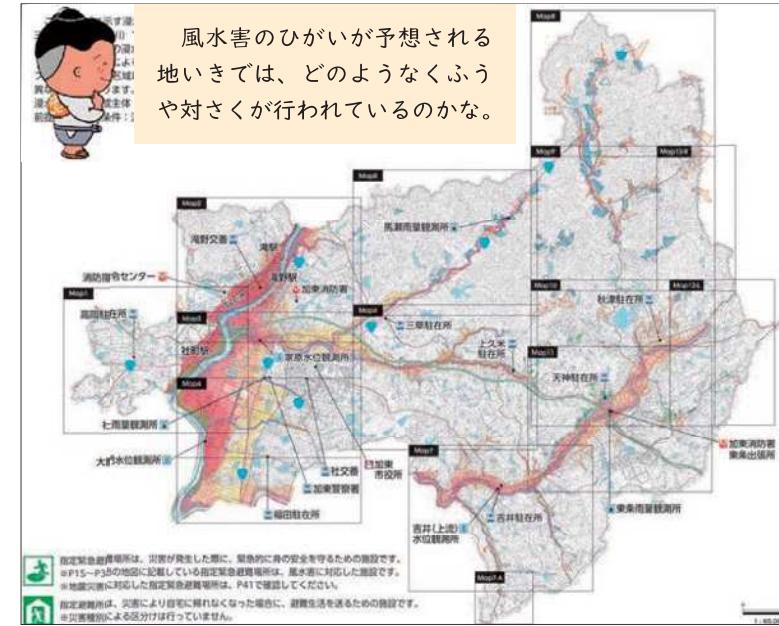 風水害のひがいが予想される
地いきでは、どのようなくふう
や対さくが行われているのかな。
Map8
Map9
Map13-B
Map6
馬瀬雨量観測所
Map2
滝野交番
滝駅
滝野駅
消防指令センター
加東消防署
Map1
高岡駐在所
Map3
社町駅
Map4
家原水位観測所
三草駐在所
上久米
駐在所
Map10
秋津駐在所
Map11
天神駐在所
社雨量観測所
大門水位観測所
社交番
加東警察署
加東
市役所
福田駐在所
Map7
吉井(上流)
水位観測所
吉井駐在所
加東消防署
東条出張所
東条雨量観測所
Map7-A
指定緊急避難場所は、災害が発生した際に、緊急的に身の安全を守るための施設です。
の地図に記載している指定緊急避難場所は、風水害に対応した施設です。
※地震災害に対応した指定緊急避難場所は、P41で確認してください。
指定避難所は、災害により自宅に帰れなくなった場合に、避難生活を送るための施設です。
※災害種別による区分けは行っていません。